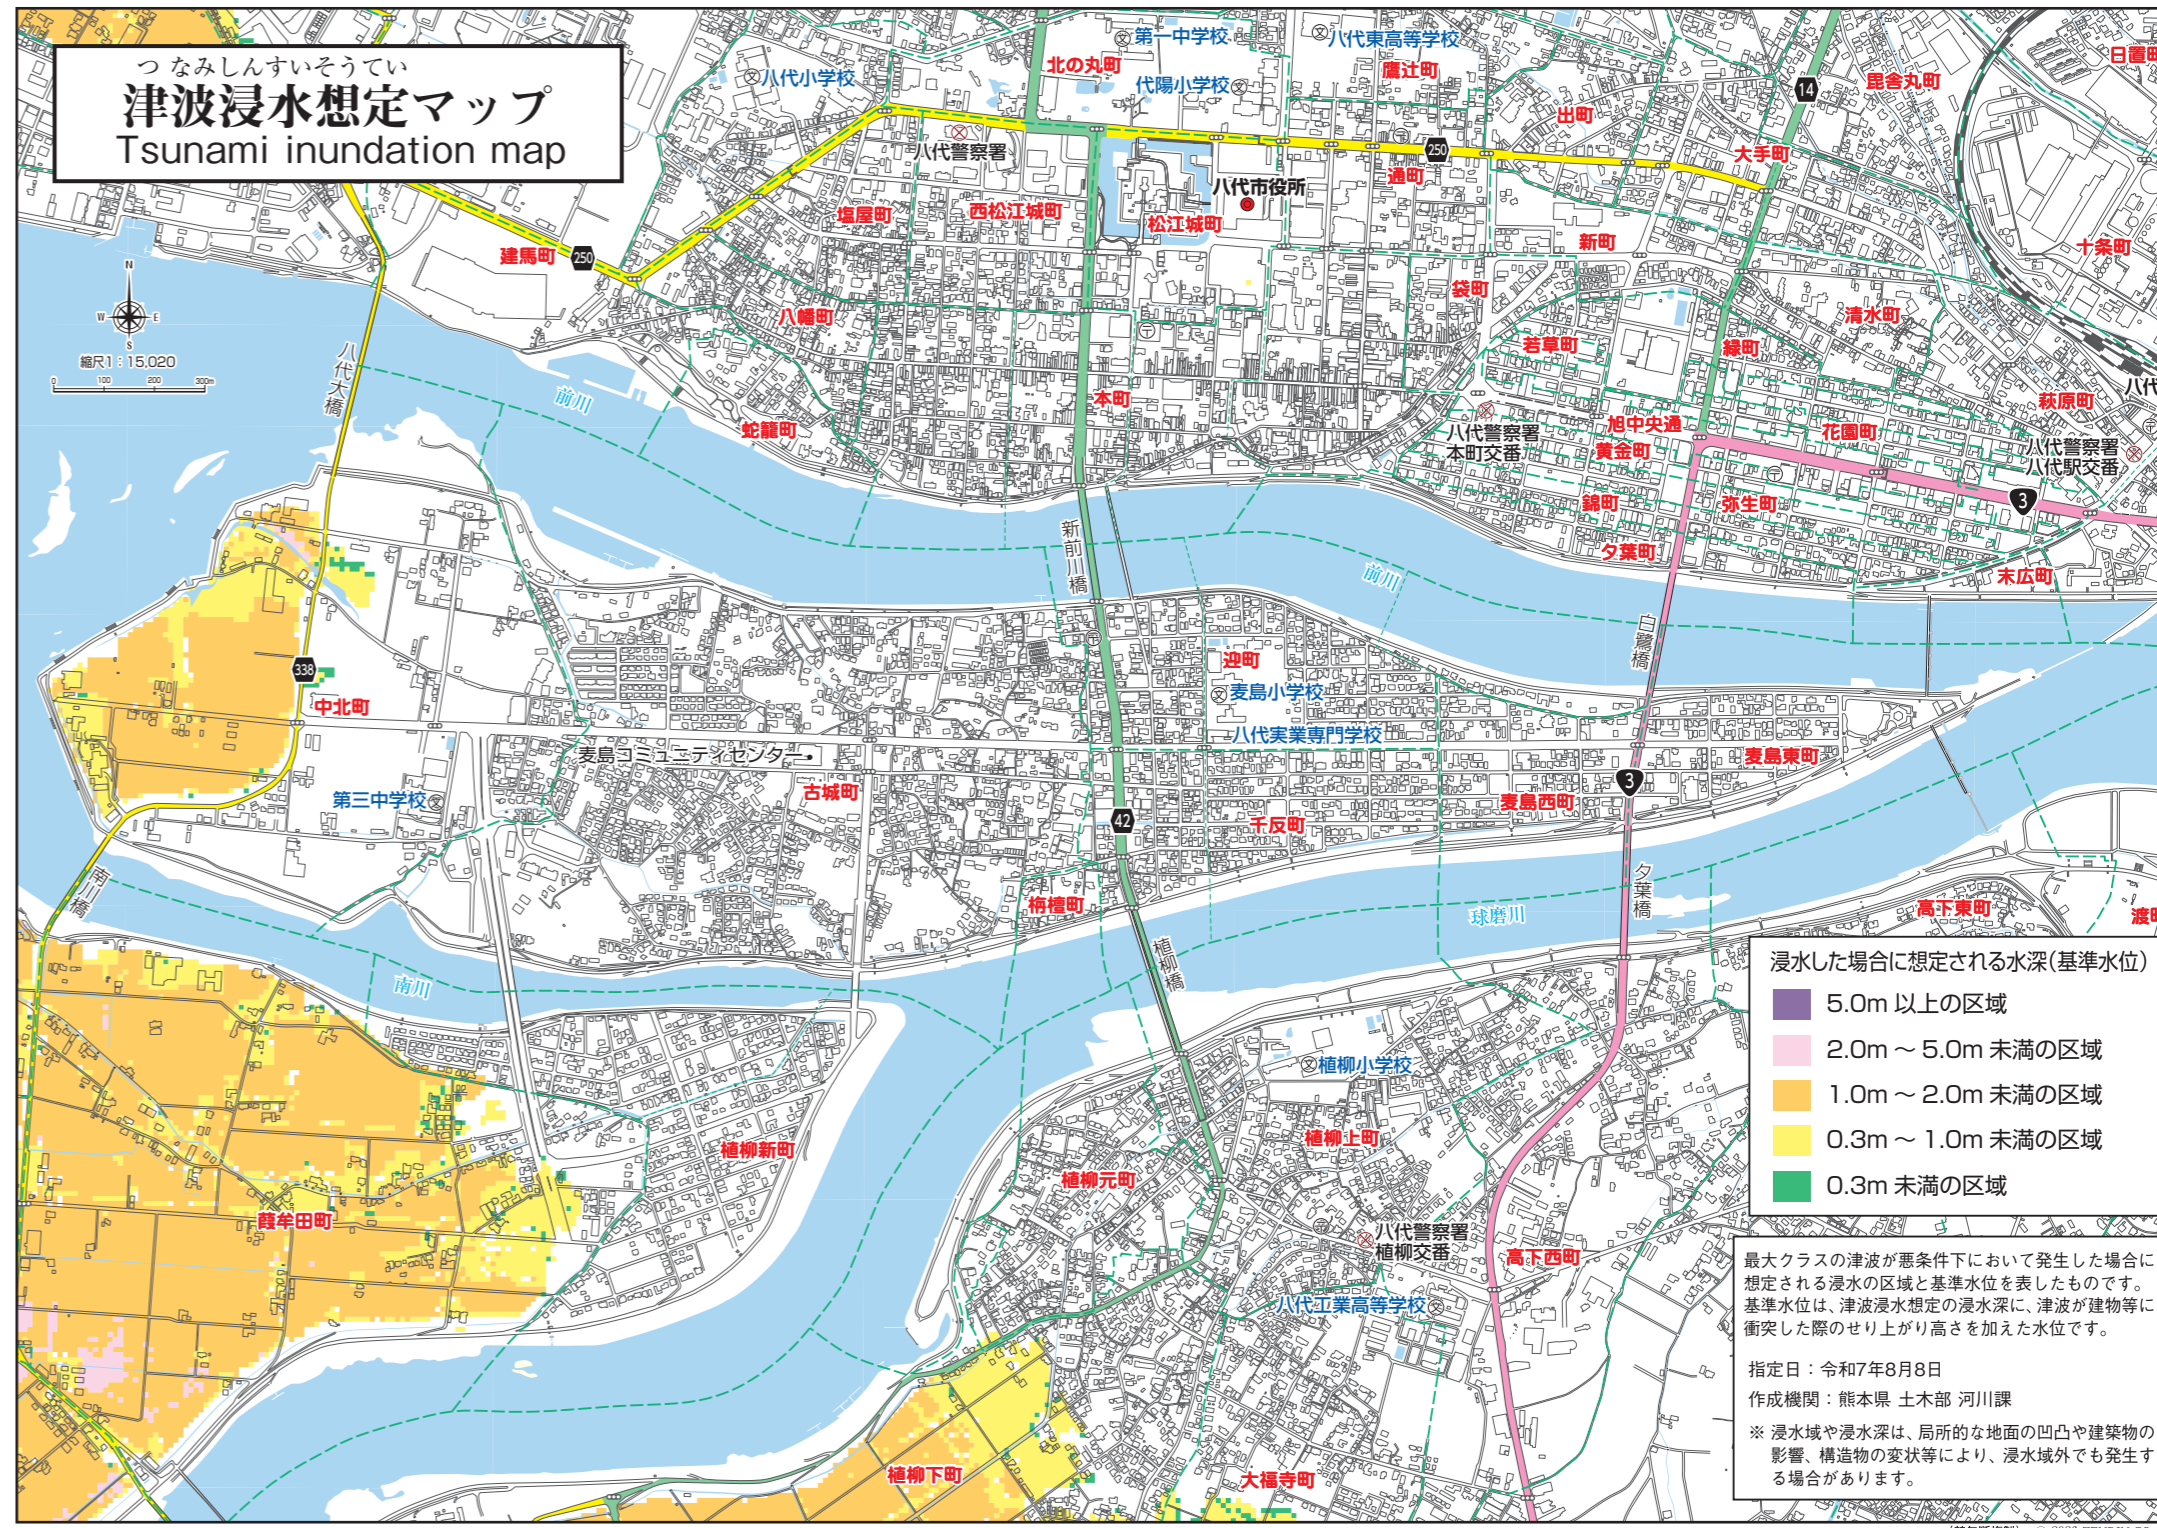 つ なみしんすいそうてい
津波浸水想定マップ
Tsunami inundation map
第一中学校
八代東高等学校
日置
八代小学校
北の丸町
代陽小学校
鷹辻町
14
毘舎丸町
出町
八代警察署
250
通町
大手町
八代市役所
塩屋町
西松江城町
松江城町
新町
十条町
建馬町
250
袋町
N
W
E
S
縮尺1:15,020
0 100 200 300m
八幡町
清水町
若草町
緑町
八代大橋
前川
本町
八代
萩原町
蛇籠町
旭中央通
花園町
八代警察署
本町交番
黄金町
八代警察署
八代駅交番
錦町
弥生町
3
新前川橋
夕葉町
前川
末広町
白鷺橋
338
迎町
麦島小学校
中北町
八代実業専門学校
麦島コミュニティセンター
麦島東町
3
第三中学校
古城町
麦島西町
42
千反町
南川橋
栴檀町
夕葉橋
球磨川
高下東町
渡
植柳橋
南川
浸水した場合に想定される水深(基準水位)
5.0m 以上の区域
2.0m ～ 5.0m 未満の区域
1.0m ～ 2.0m 未満の区域
0.3m ～ 1.0m 未満の区域
0.3m 未満の区域
植柳小学校
植柳新町
植柳上町
植柳元町
葭牟田町
八代警察署
植柳交番
高下西町
八代工業高等学校
最大クラスの津波が悪条件下において発生した場合に
想定される浸水の区域と基準水位を表したものです。
基準水位は、津波浸水想定の浸水深に、津波が建物等に
衝突した際のせり上がり高さを加えた水位です。
指定日:令和7年8月8日
作成機関:熊本県 土木部 河川課
※ 浸水域や浸水深は、局所的な地面の凹凸や建築物の
影響、構造物の変状等により、浸水域外でも発生す
る場合があります。
植柳下町
大福寺町